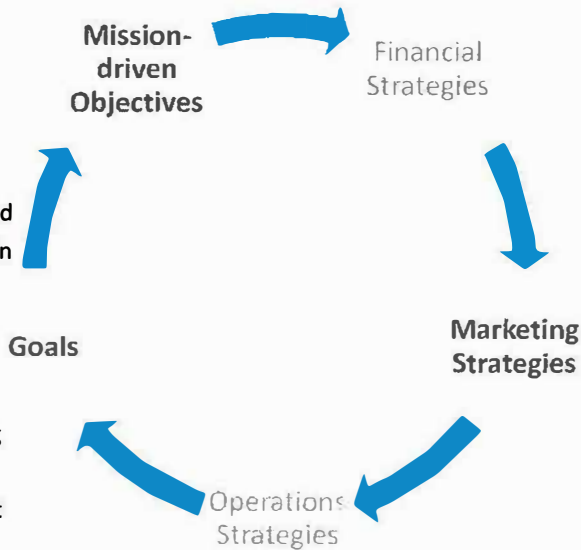 Mission-
driven
Objectives
Financial
Strategies
Marketing
Strategies
Operations
Strategies
Goals